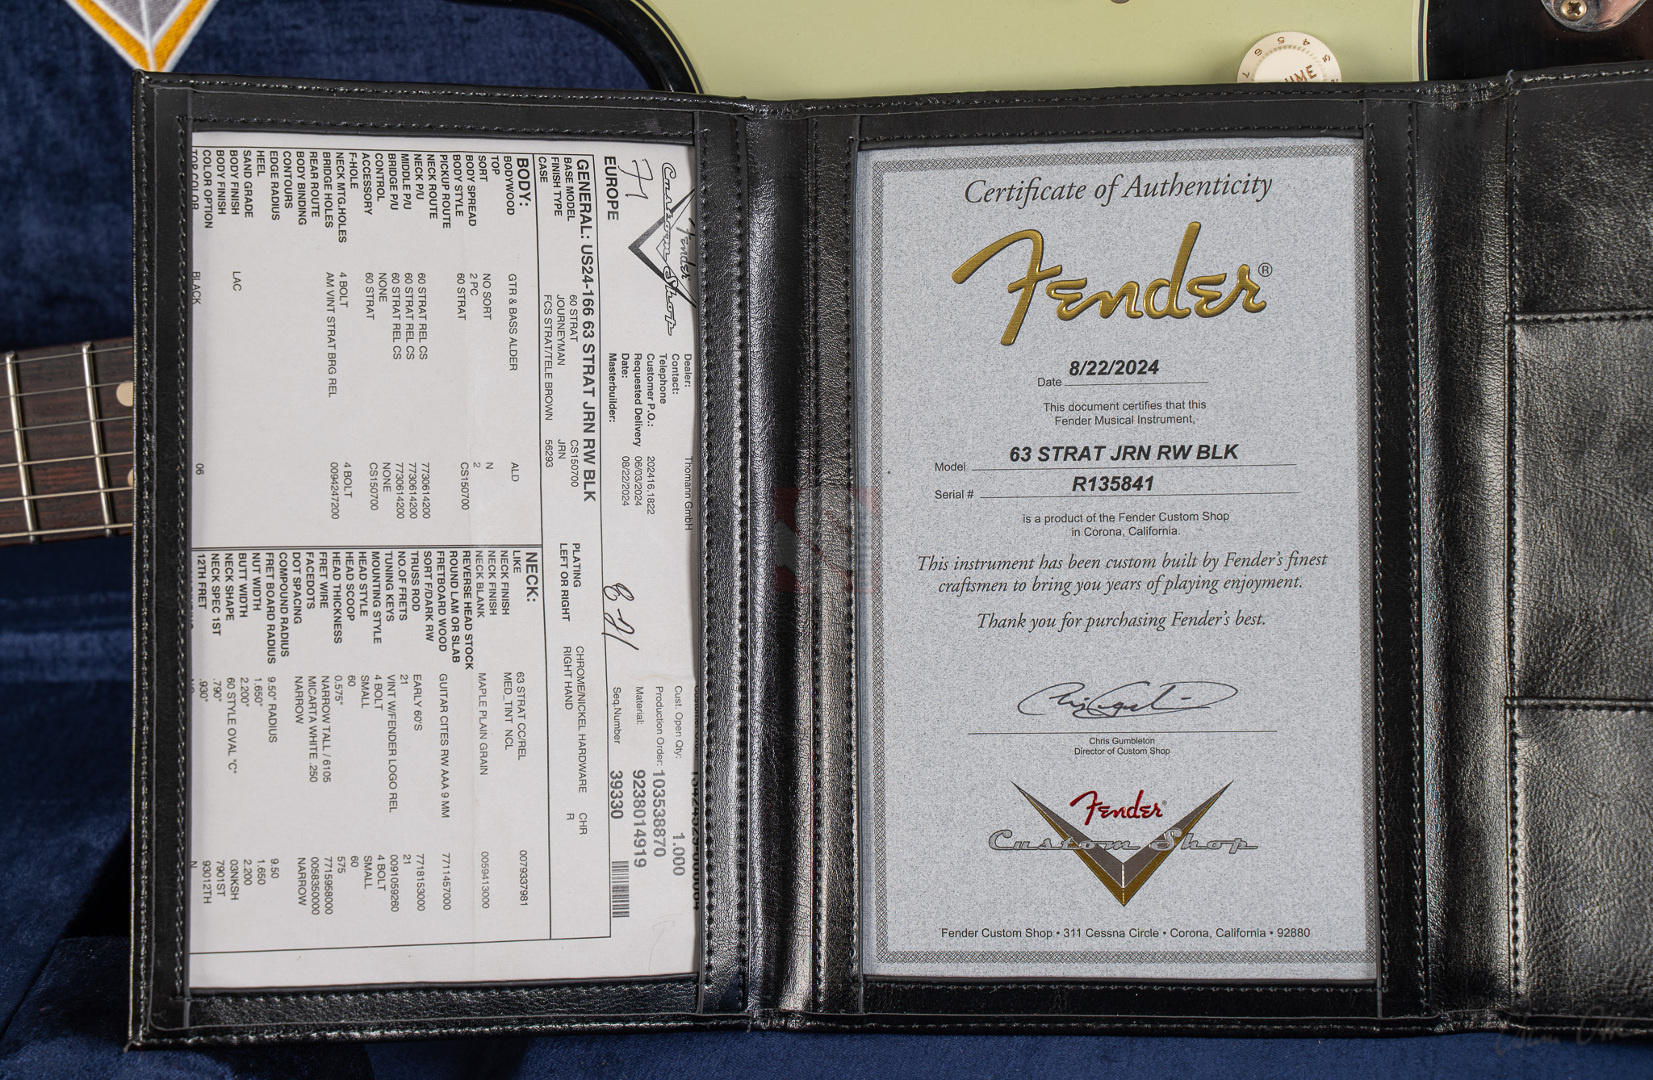 Fender
Custom Shop
71
EUROPE
Dealer: Thomann GmbH
Contact:
Telephone
Customer P.O.: 202416.1822
Requested Delivery 06/03/2024
Date: 08/22/2024
Masterbuilder:
8-21
Cust. Open Qty: 1.000
Production Order: 103538870
Material: 9238014919
Seq.Number 39330
GENERAL: US24-166 63 STRAT JRN RW BLK
BASE MODEL 60 STRAT CS150700
FINISH TYPE JOURNEYMAN JRN
CASE FCS STRAT/TELE BROWN 56293
PLATING CHROME/NICKEL HARDWARE CHR
LEFT OR RIGHT RIGHT HAND R
BODY:
BODYWOOD GTR & BASS ALDER ALD
TOP
SORT NO SORT N
BODY SPREAD 2 PC 2
BODY STYLE 60 STRAT CS150700
PICKUP ROUTE
NECK ROUTE
NECK P/U 60 STRAT REL CS 7730614200
MIDDLE P/U 60 STRAT REL CS 7730614200
BRIDGE P/U 60 STRAT REL CS 7730614200
CONTROL NONE NONE
ACCESSORY 60 STRAT CS150700
F-HOLE
NECK MTG.HOLES 4 BOLT 4 BOLT
BRIDGE HOLES AM VINT STRAT BRG REL 0094247200
REAR ROUTE
BODY BINDING
CONTOURS
EDGE RADIUS
HEEL
SAND GRADE
BODY FINISH LAC
BODY FINISH
COLOR OPTION
TOP COLOR BLACK 06
NECK:
LIKE 63 STRAT CC/REL 0079337981
NECK FINISH MED_TINT NCL
NECK FINISH
NECK BLANK MAPLE PLAIN GRAIN 0059413000
REVERSE HEAD STOCK
ROUND LAM OR SLAB
FRETBOARD WOOD GUITAR CITES RW AAA 9 MM 7711457000
SORT F/DARK RW
TRUSS ROD EARLY 60'S 7718153000
NO.OF FRETS 21 21
TUNING KEYS VINT W/FENDER LOGO REL 0091059260
MOUNTING STYLE 4 BOLT 4 BOLT
HEAD STYLE SMALL SMALL
HEAD SCOOP 60 60
HEAD THICKNESS 0.575" 575
FRET WIRE NARROW TALL / 6105 7715958000
FACEDOTS MICARTA WHITE .250 0058350000
DOT SPACING NARROW NARROW
COMPOUND RADIUS
FRET BOARD RADIUS 9.50" RADIUS 9.50
NUT WIDTH 1.650" 1.650
BUTT WIDTH 2.200" 2.200
NECK SHAPE 60 STYLE OVAL "C" 03NKSH
NECK SPEC 1ST .790" 7901ST
12TH FRET .930" 93012TH
Certificate of Authenticity
Fender®
8/22/2024
Date
This document certifies that this
Fender Musical Instrument,
Model 63 STRAT JRN RW BLK
Serial # R135841
is a product of the Fender Custom Shop
in Corona, California.
This instrument has been custom built by Fender's finest
craftsmen to bring you years of playing enjoyment.
Thank you for purchasing Fender's best.
Chris Gumbleton
Director of Custom Shop
Fender
Custom Shop
Fender Custom Shop • 311 Cessna Circle • Corona, California • 92880